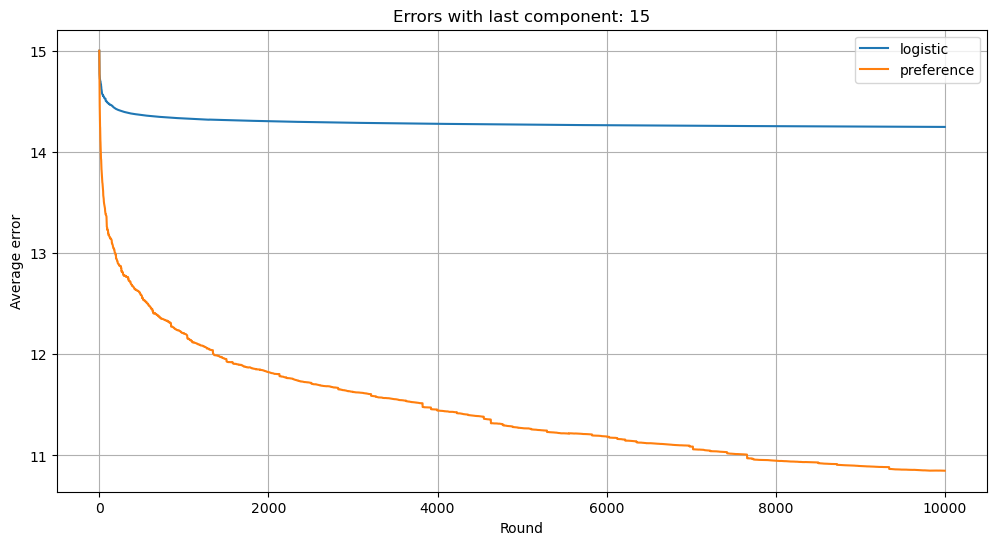 Errors with last component: 15
logistic
preference
Average error
15
14
13
12
11
0 2000 4000 6000 8000 10000
Round